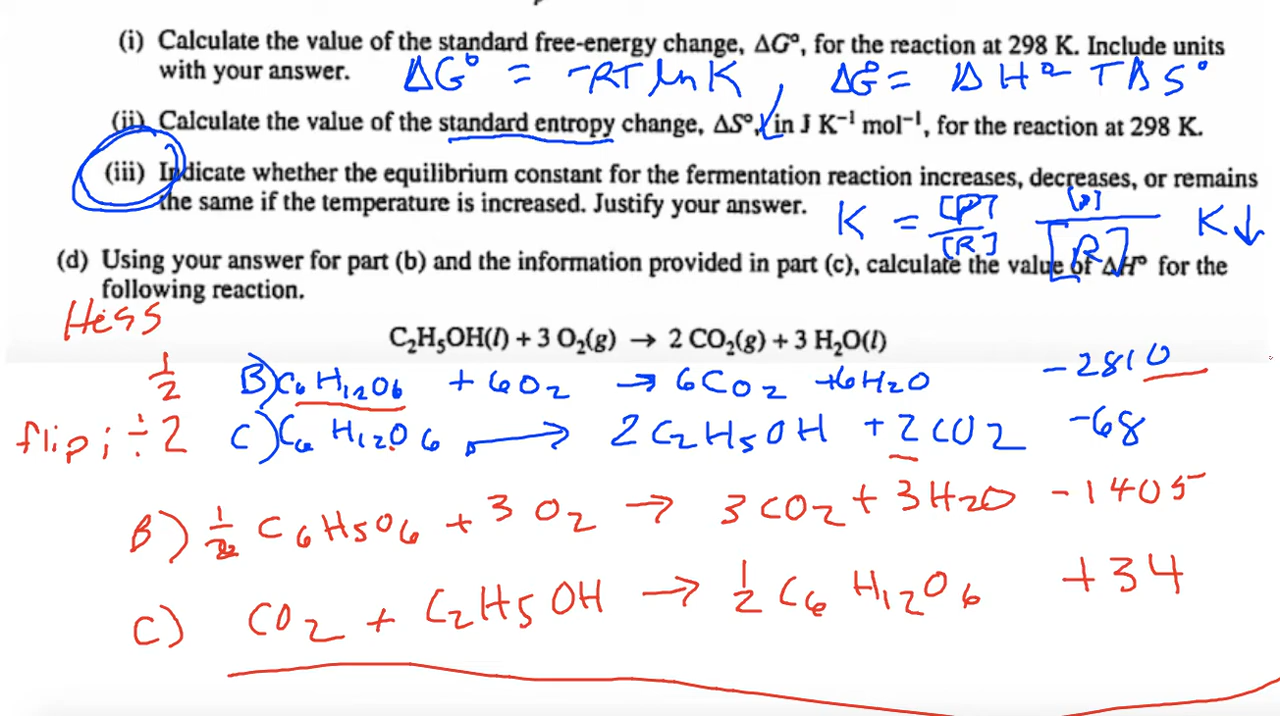 (i) Calculate the value of the standard free-energy change, ΔG°, for the reaction at 298 K. Include units
with your answer. ΔG° = -RT ln K , ΔG° = ΔH° - TΔS°
(ii) Calculate the value of the standard entropy change, ΔS°, in J K⁻¹ mol⁻¹, for the reaction at 298 K.
(iii) Indicate whether the equilibrium constant for the fermentation reaction increases, decreases, or remains
the same if the temperature is increased. Justify your answer. K = [P]/[R] [P]/[R] K↓
(d) Using your answer for part (b) and the information provided in part (c), calculate the value of ΔH° for the
following reaction.
Hess
C₂H₅OH(l) + 3 O₂(g) → 2 CO₂(g) + 3 H₂O(l)
1/2 B) C₆H₁₂O₆ + 6O₂ → 6CO₂ + 6H₂O -2810
flip; ÷2 C) C₆H₁₂O₆ → 2C₂H₅OH + 2CO₂ -68
B) 1/2 C₆H₅O₆ + 3O₂ → 3CO₂ + 3H₂O -1405
C) CO₂ + C₂H₅OH → 1/2 C₆H₁₂O₆ +34